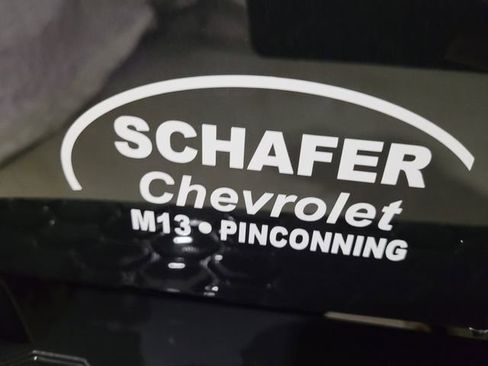 SCHAFER
Chevrolet
M13 • PINCONNING